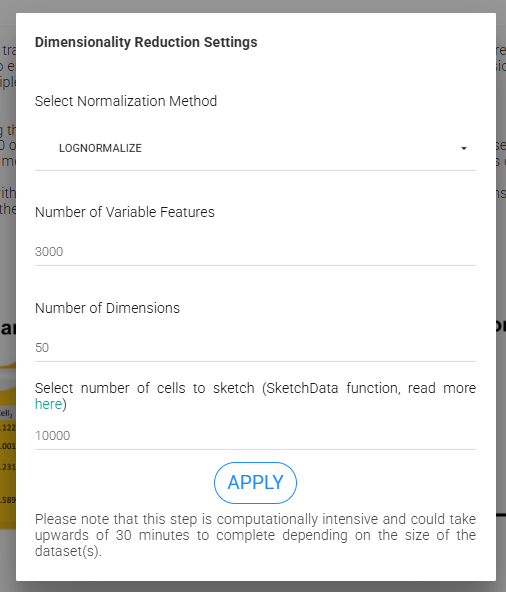 Dimensionality Reduction Settings
Select Normalization Method
LOGNORMALIZE
Number of Variable Features
3000
Number of Dimensions
50
Select number of cells to sketch (SketchData function, read more
here)
10000
APPLY
Please note that this step is computationally intensive and could take
upwards of 30 minutes to complete depending on the size of the
dataset(s).